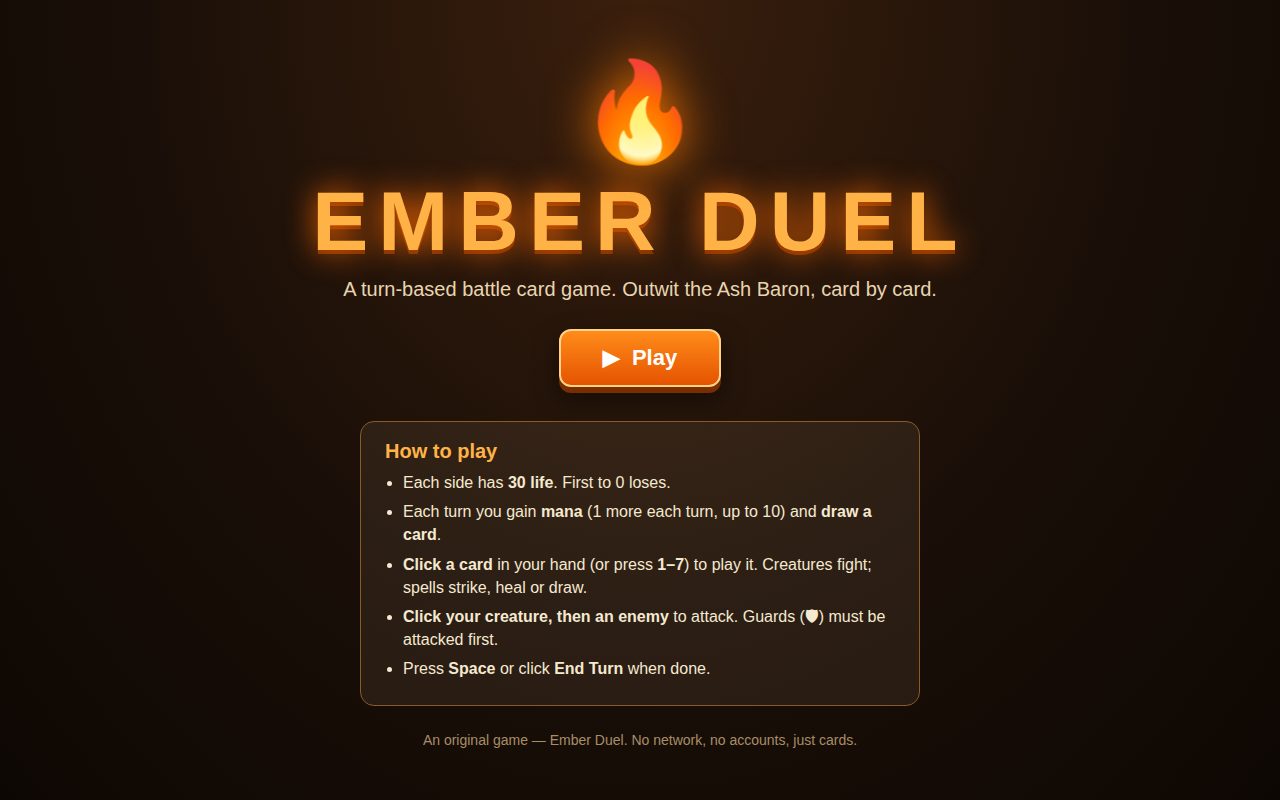 EMBER DUEL
A turn-based battle card game. Outwit the Ash Baron, card by card.
▶ Play
How to play
• Each side has 30 life. First to 0 loses.
• Each turn you gain mana (1 more each turn, up to 10) and draw a
card.
• Click a card in your hand (or press 1–7) to play it. Creatures fight;
spells strike, heal or draw.
• Click your creature, then an enemy to attack. Guards (🛡) must be
attacked first.
• Press Space or click End Turn when done.
An original game — Ember Duel. No network, no accounts, just cards.